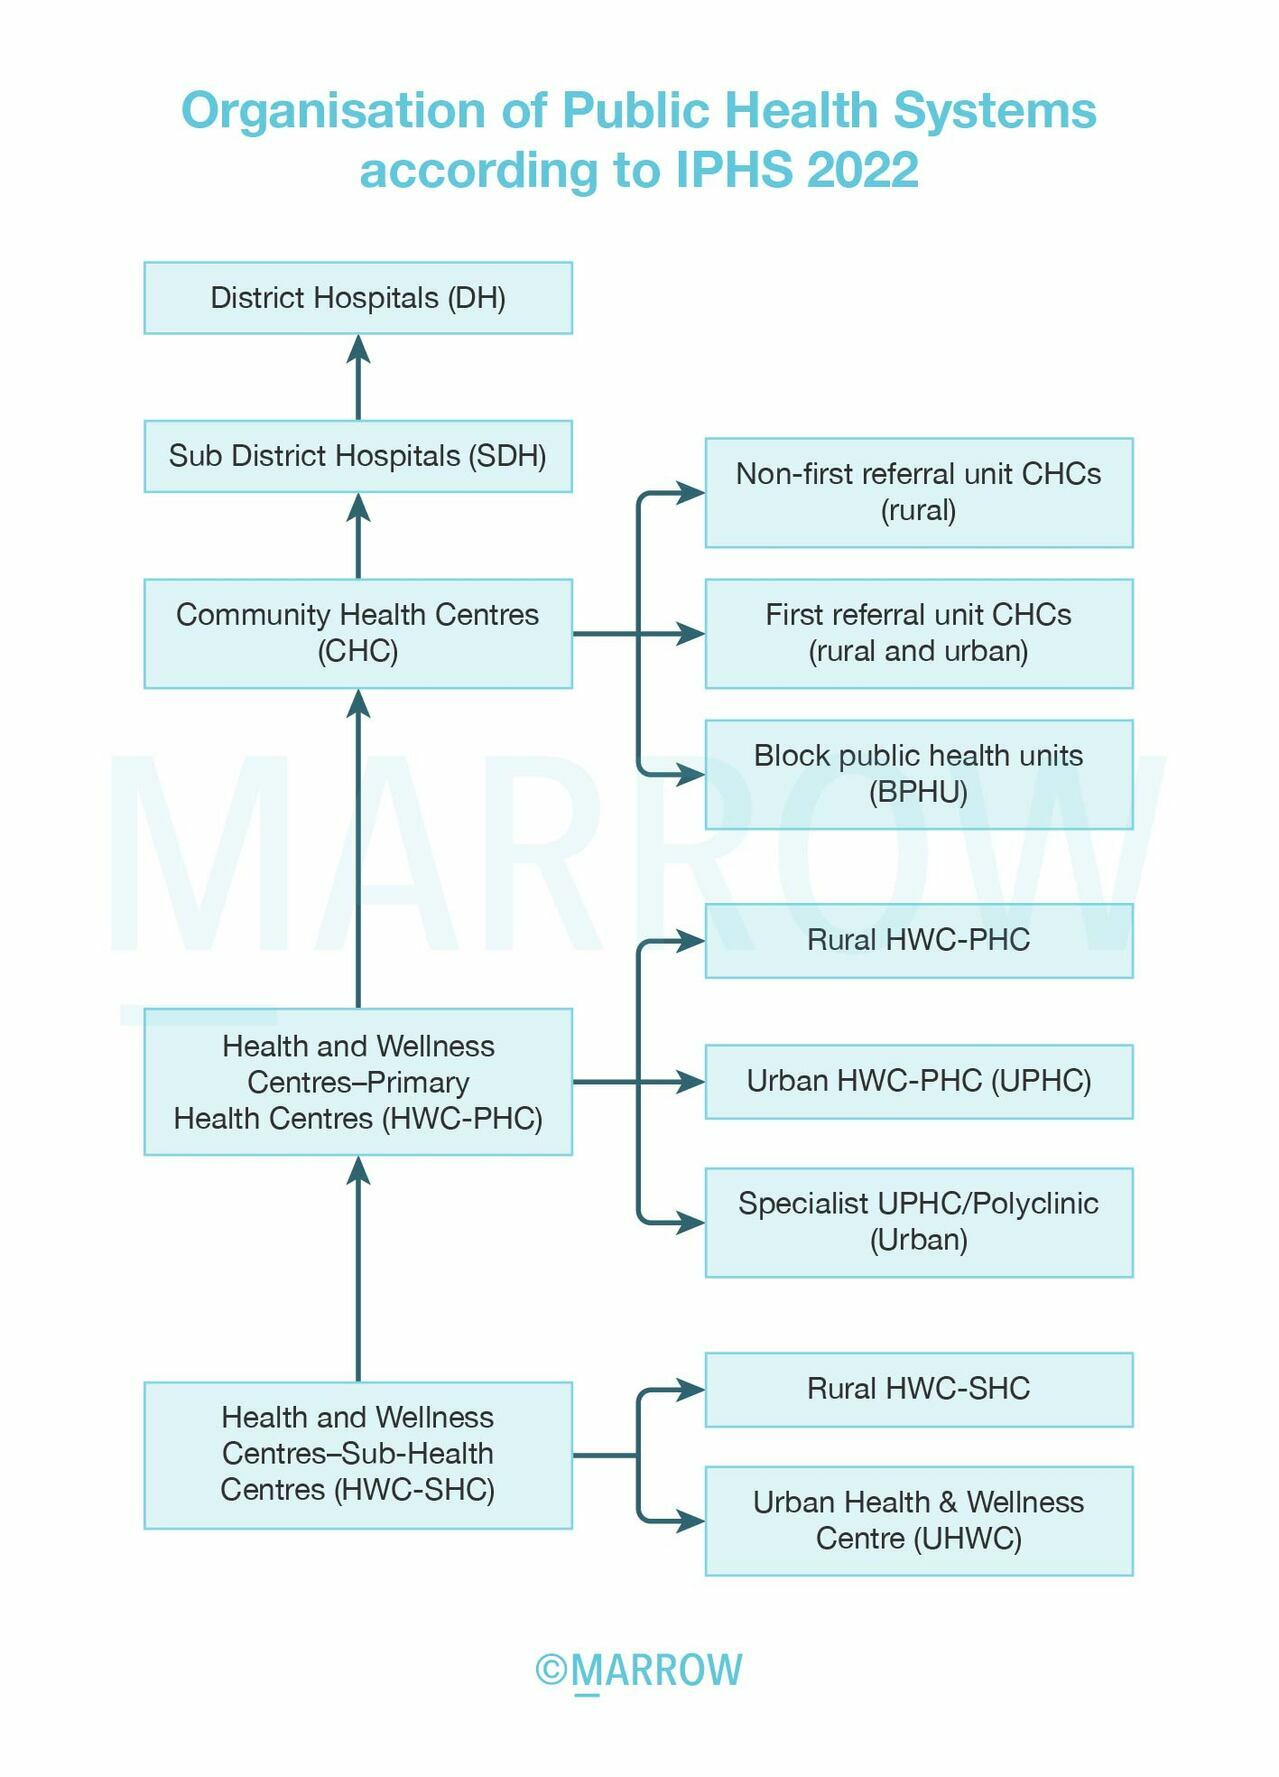 Organisation of Public Health Systems
according to IPHS 2022
District Hospitals (DH)
Sub District Hospitals (SDH)
Community Health Centres
(CHC)
Non-first referral unit CHCs
(rural)
First referral unit CHCs
(rural and urban)
Block public health units
(BPHU)
MARROW
Health and Wellness
Centres–Primary
Health Centres (HWC-PHC)
Rural HWC-PHC
Urban HWC-PHC (UPHC)
Specialist UPHC/Polyclinic
(Urban)
Health and Wellness
Centres–Sub-Health
Centres (HWC-SHC)
Rural HWC-SHC
Urban Health & Wellness
Centre (UHWC)
©MARROW